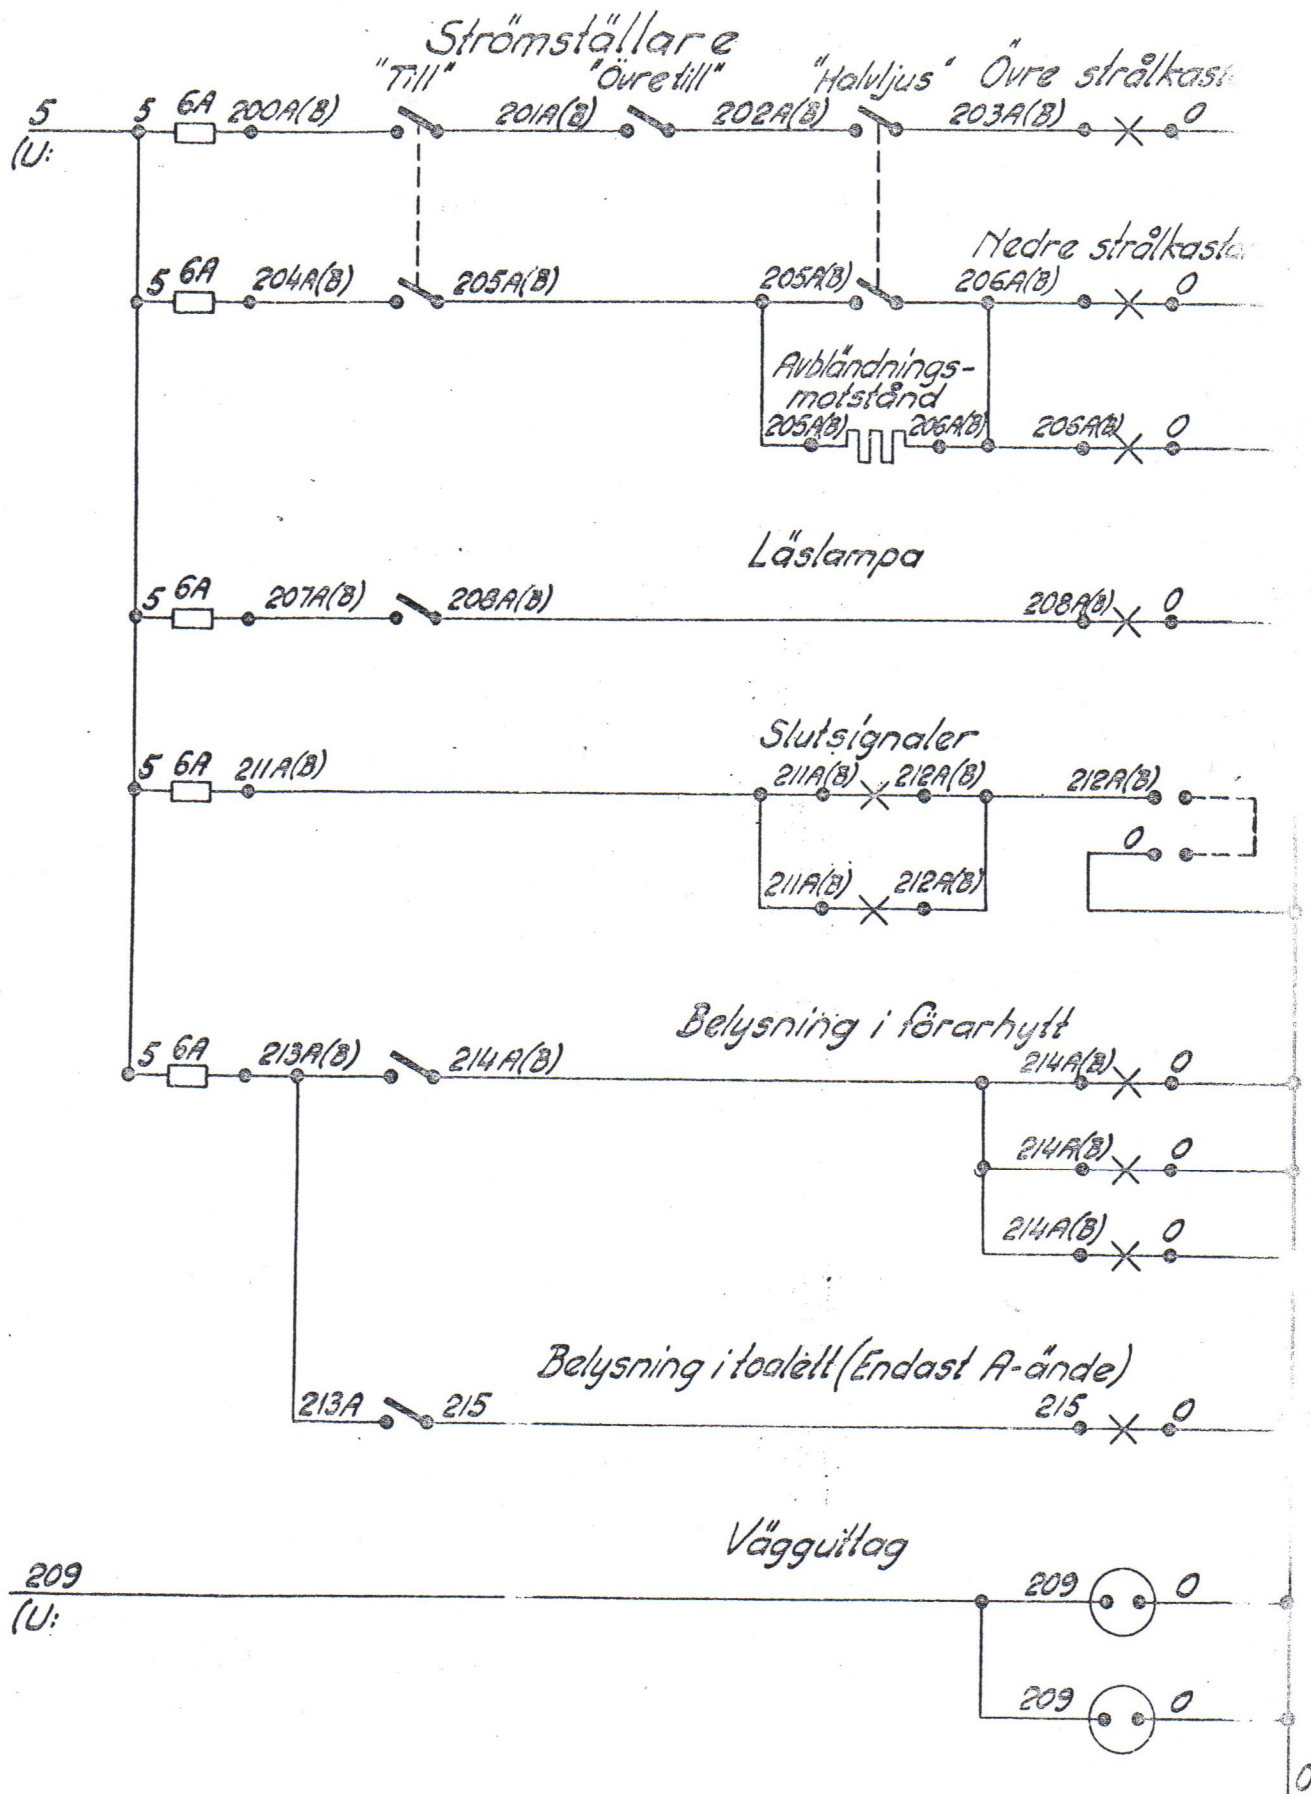 Strömställare
"Till" "Övre till" "Halvljus" Övre
5 5 6A 200A(B) 201A(B) 202A(B) 203A(B) 0
(U:
Nedre
5 6A 204A(B) 205A(B) 205A(B) 206A(B) 0
Avbländnings-
motstånd
205A(B) 206A(B) 206A(B) 0
Läslampa
5 6A 207A(B) 208A(B) 208A(B) 0
Slutsignaler
5 6A 211A(B) 211A(B) 212A(B) 212A(B)
0
211A(B) 212A(B)
Belysning i förarhytt
5 6A 213A(B) 214A(B) 214A(B) 0
214A(B) 0
214A(B) 0
Belysning i toalett (Endast A-ände)
213A 215 215 0
Vägguttag
209 209 0
(U:
209 0
0